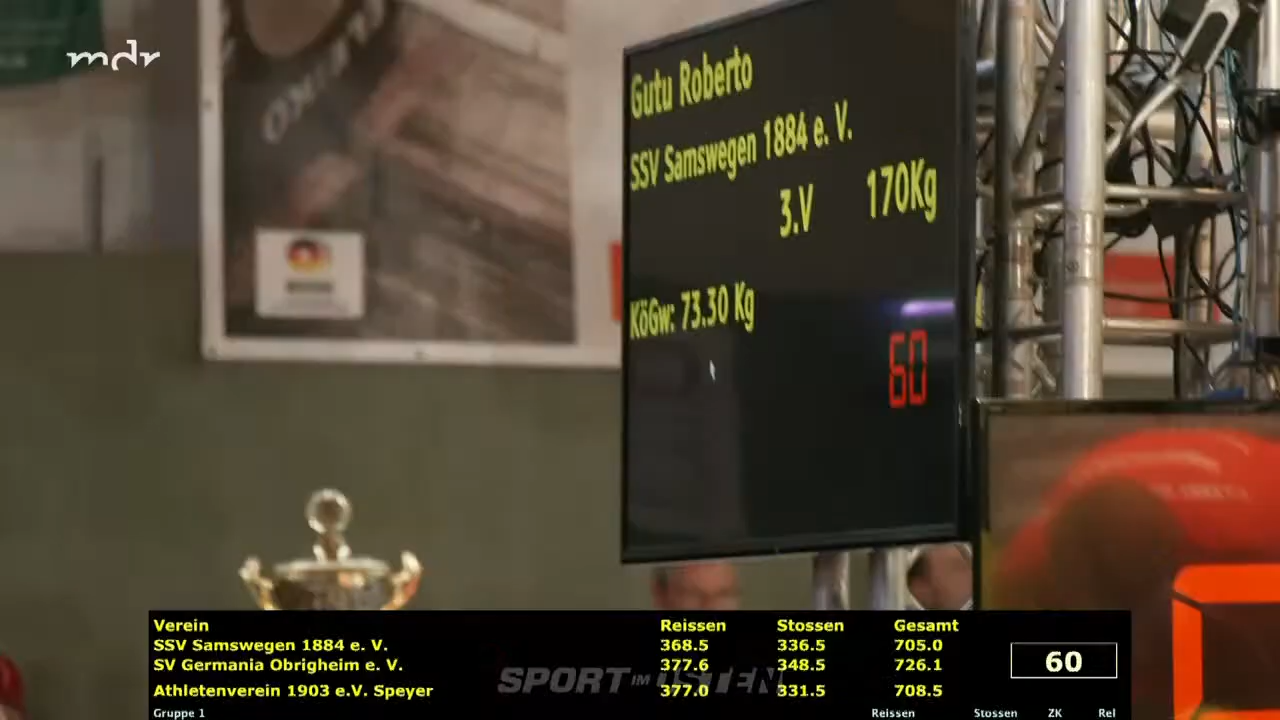 mdr
Gutu Roberto
SSV Samswegen 1884 e. V.
3.V 170Kg
KöGw: 73.30 Kg
60
Verein Reissen Stossen Gesamt
SSV Samswegen 1884 e. V. 368.5 336.5 705.0
SV Germania Obrigheim e. V. 377.6 348.5 726.1
Athletenverein 1903 e.V. Speyer 377.0 331.5 708.5
60
SPORT IM OSTEN
Gruppe 1 Reissen Stossen ZK Rel